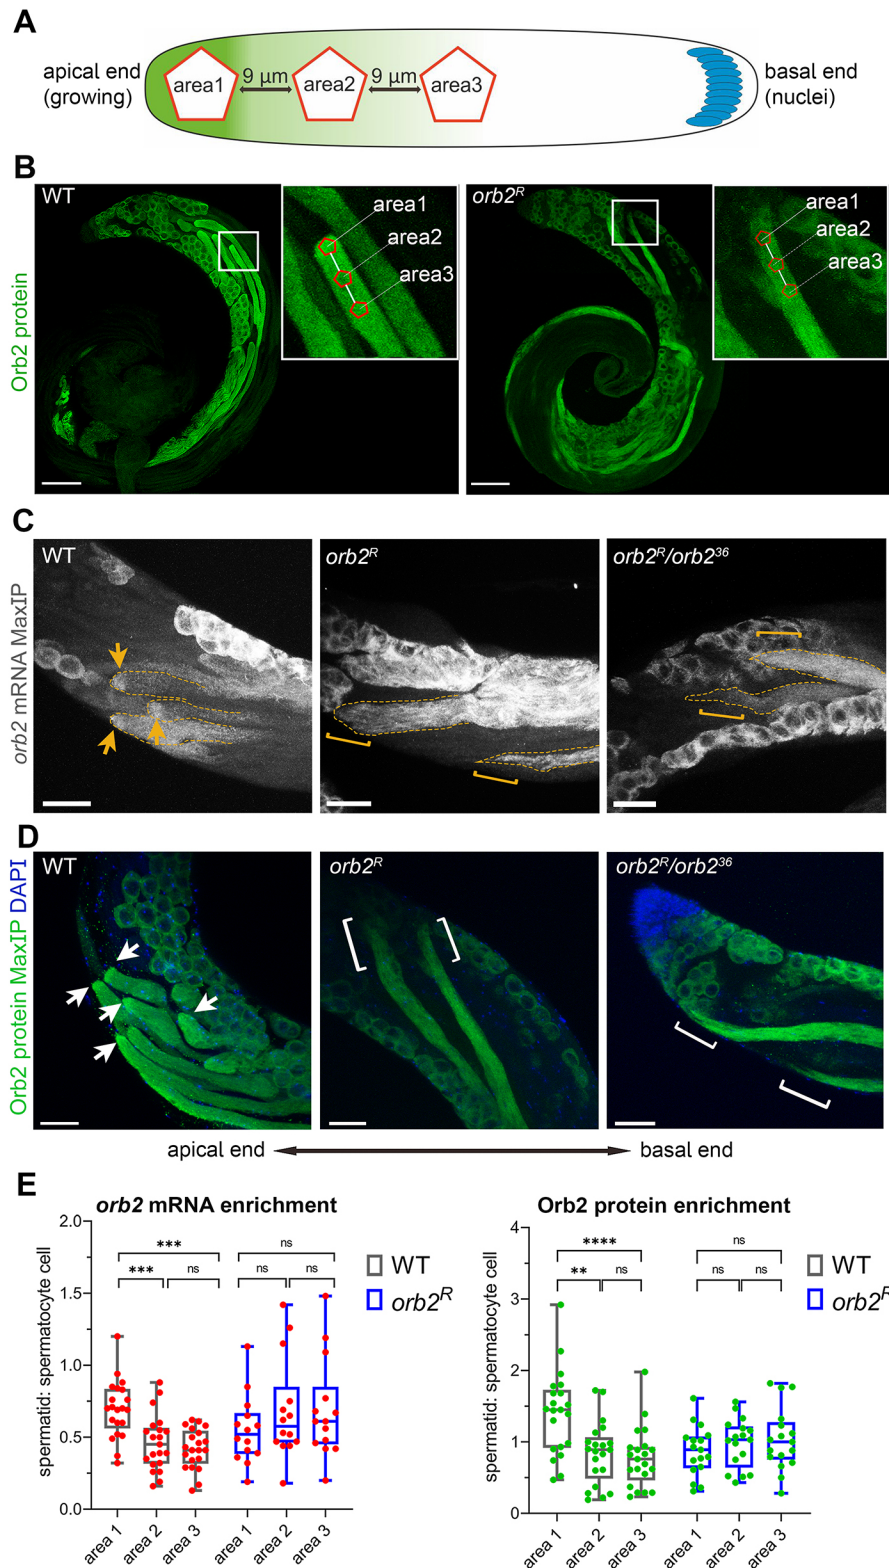 A
apical end
(growing)
area1
9 µm
area2
9 µm
area3
basal end
(nuclei)
B
Orb2 protein
WT
area1
area2
area3
orb2R
area1
area2
area3
C
orb2 mRNA MaxIP
WT
orb2R
orb2R/orb236
D
Orb2 protein MaxIP DAPI
WT
orb2R
orb2R/orb236
apical end
basal end
E
orb2 mRNA enrichment
spermatid: spermatocyte cell
2.0
1.5
1.0
0.5
0.0
***
***
ns
ns
ns
ns
WT
orb2R
area 1
area 2
area 3
area 1
area 2
area 3
Orb2 protein enrichment
spermatid: spermatocyte cell
4
3
2
1
0
****
**
ns
ns
ns
ns
WT
orb2R
area 1
area 2
area 3
area 1
area 2
area 3